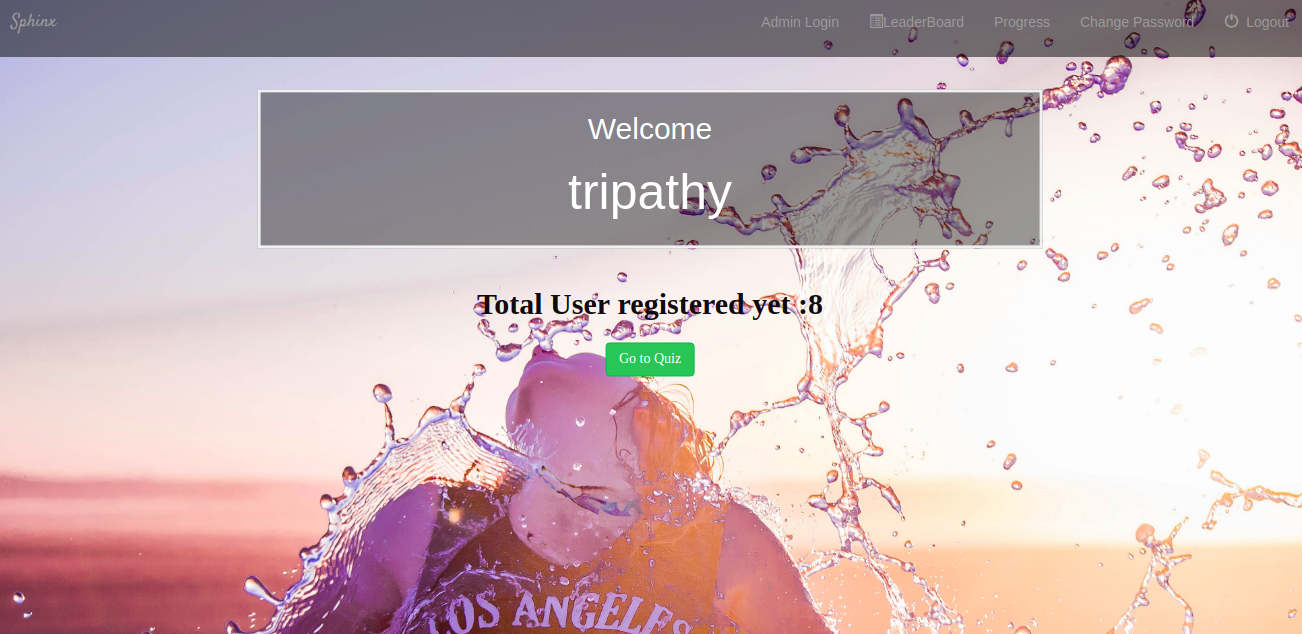 Sphinx
Admin Login LeaderBoard Progress Change Password Logout
Welcome
tripathy
Total User registered yet :8
Go to Quiz
LOS ANGELES